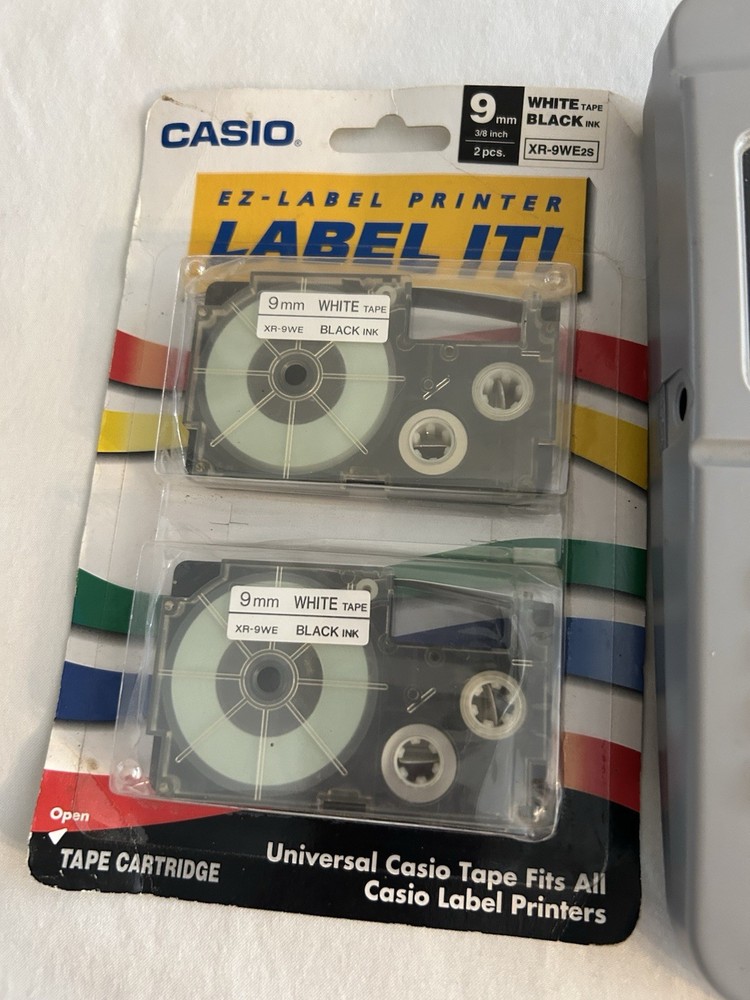 CASIO®
9mm
3/8 inch
2 pcs.
WHITE TAPE
BLACK INK
XR-9WE2S
EZ-LABEL PRINTER
LABEL IT!
9mm WHITE TAPE
XR-9WE BLACK INK
9mm WHITE TAPE
XR-9WE BLACK INK
Open
TAPE CARTRIDGE
Universal Casio Tape Fits All
Casio Label Printers